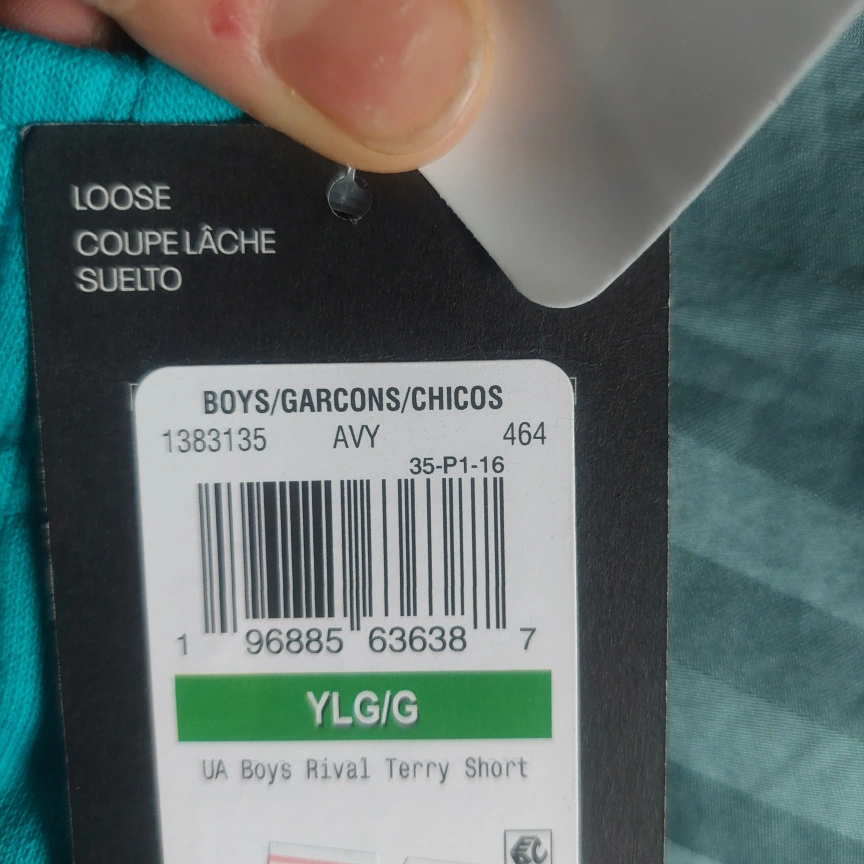 LOOSE
COUPE LÂCHE
SUELTO
BOYS/GARCONS/CHICOS
1383135 AVY 464
35-P1-16
1 96885 63638 7
YLG/G
UA Boys Rival Terry Short